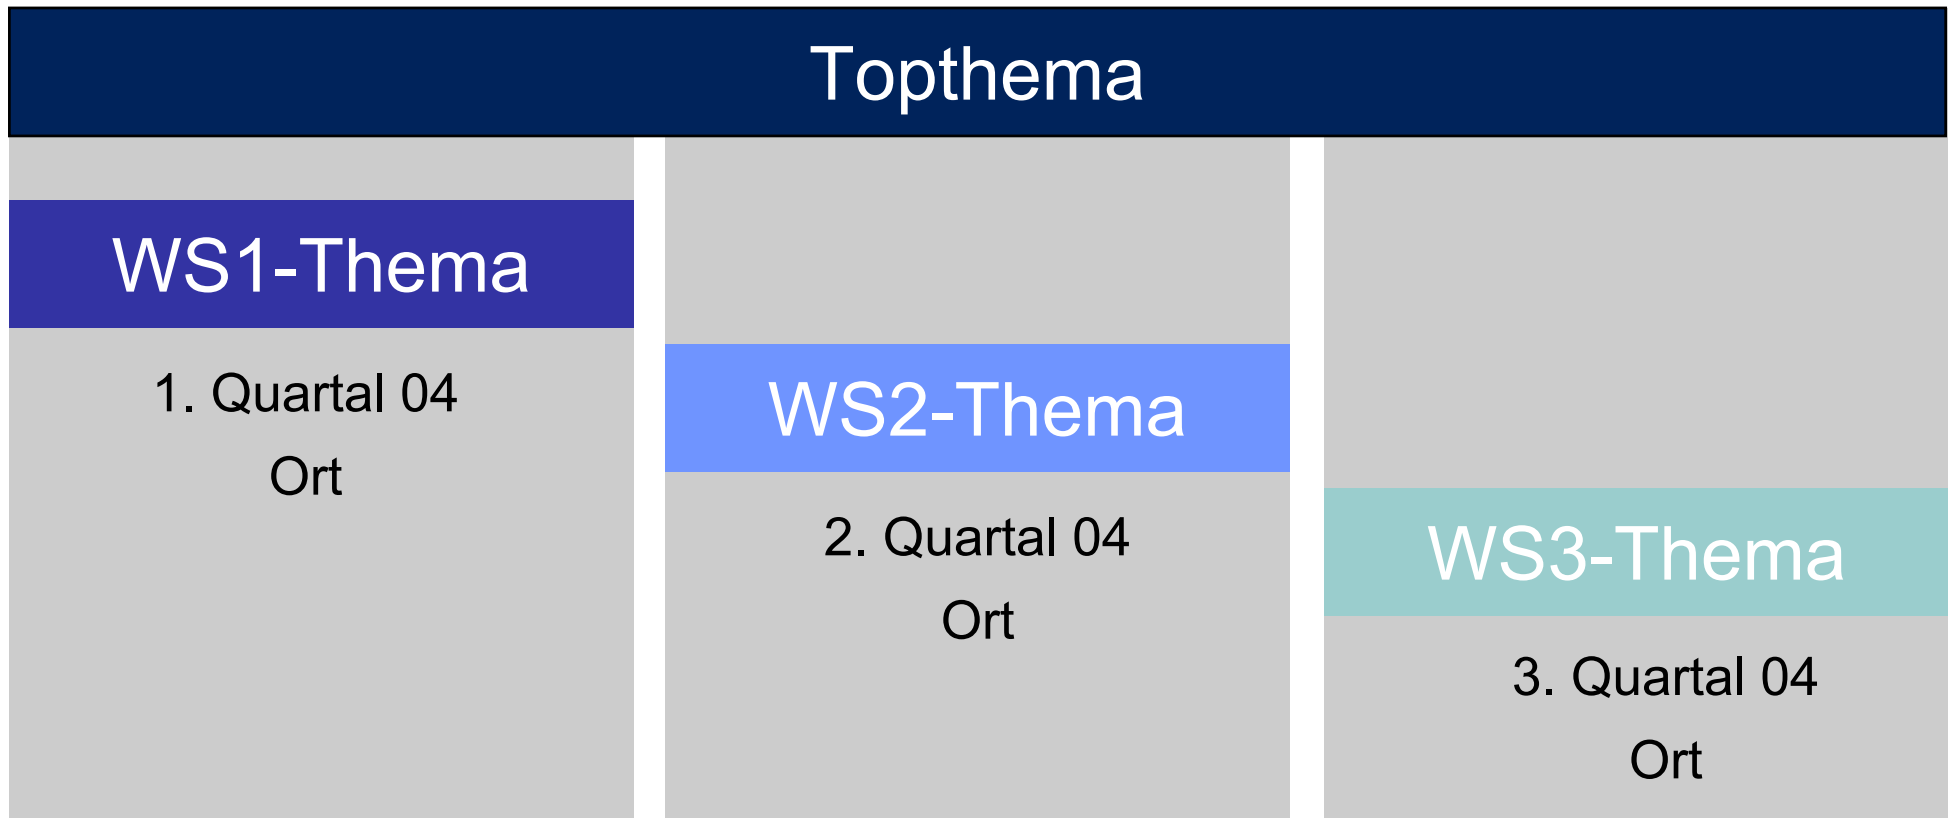 Topthema
WS1-Thema
1. Quartal 04
Ort
WS2-Thema
2. Quartal 04
Ort
WS3-Thema
3. Quartal 04
Ort